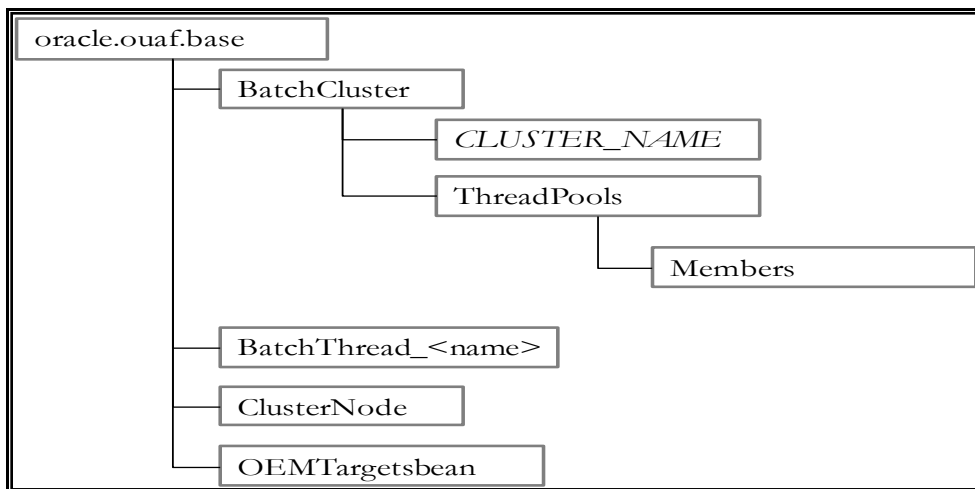 oracle.ouaf.base
BatchCluster
CLUSTER_NAME
ThreadPools
Members
BatchThread_<name>
ClusterNode
OEMTargetsbean